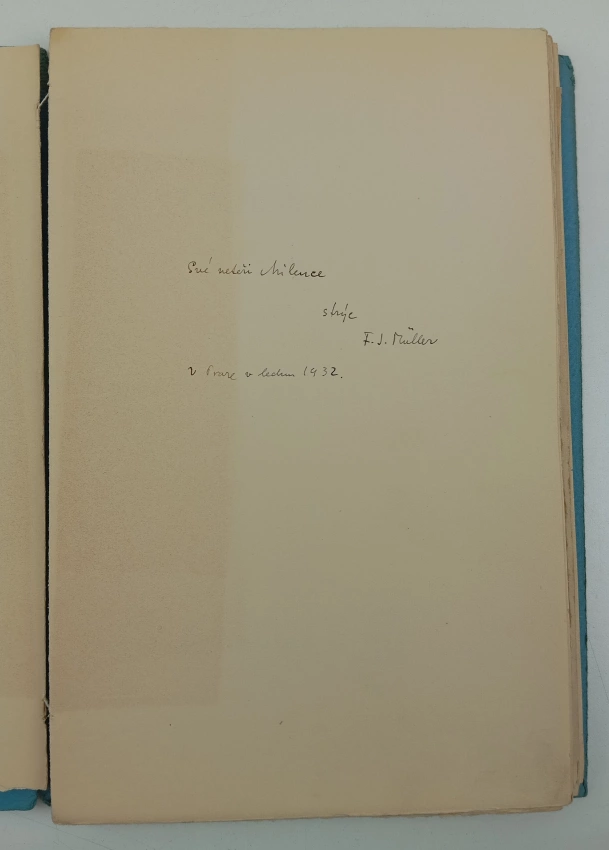 Své neteři Milence
strýc
F. J. Müller
V Praze v lednu 1932.